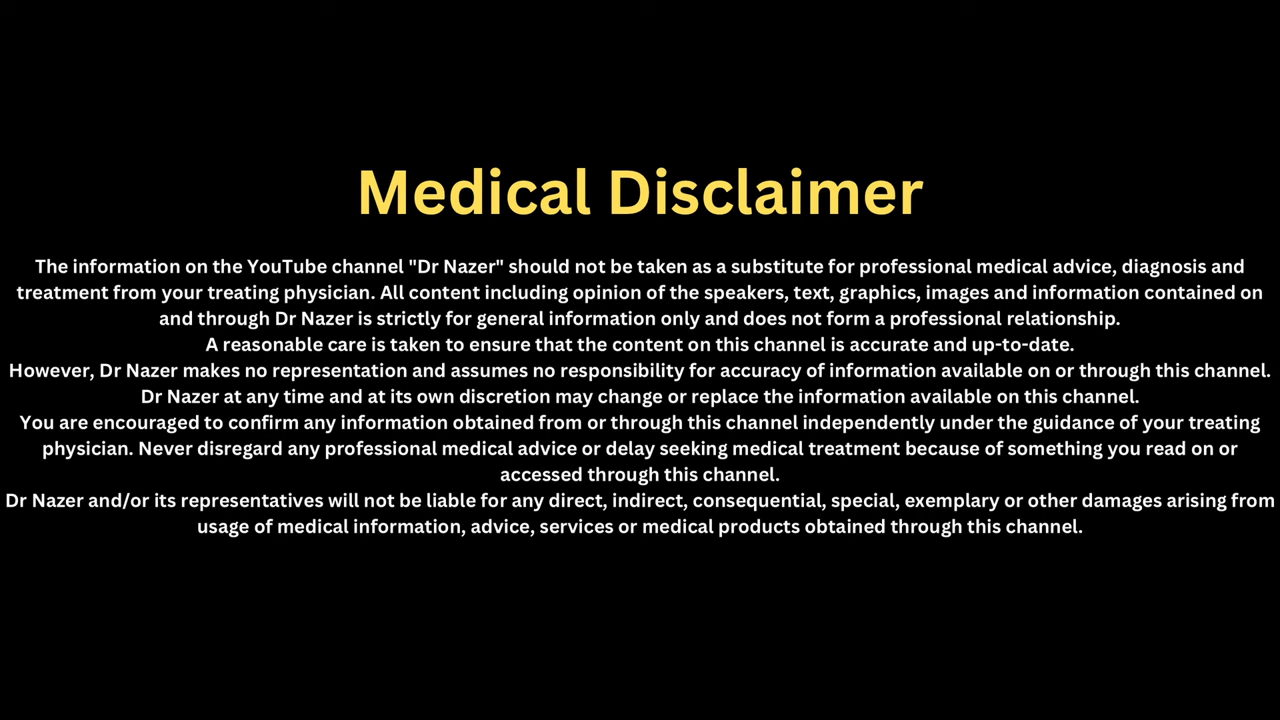 Medical Disclaimer
The information on the YouTube channel "Dr Nazer" should not be taken as a substitute for professional medical advice, diagnosis and
treatment from your treating physician. All content including opinion of the speakers, text, graphics, images and information contained on
and through Dr Nazer is strictly for general information only and does not form a professional relationship.
A reasonable care is taken to ensure that the content on this channel is accurate and up-to-date.
However, Dr Nazer makes no representation and assumes no responsibility for accuracy of information available on or through this channel.
Dr Nazer at any time and at its own discretion may change or replace the information available on this channel.
You are encouraged to confirm any information obtained from or through this channel independently under the guidance of your treating
physician. Never disregard any professional medical advice or delay seeking medical treatment because of something you read on or
accessed through this channel.
Dr Nazer and/or its representatives will not be liable for any direct, indirect, consequential, special, exemplary or other damages arising from
usage of medical information, advice, services or medical products obtained through this channel.